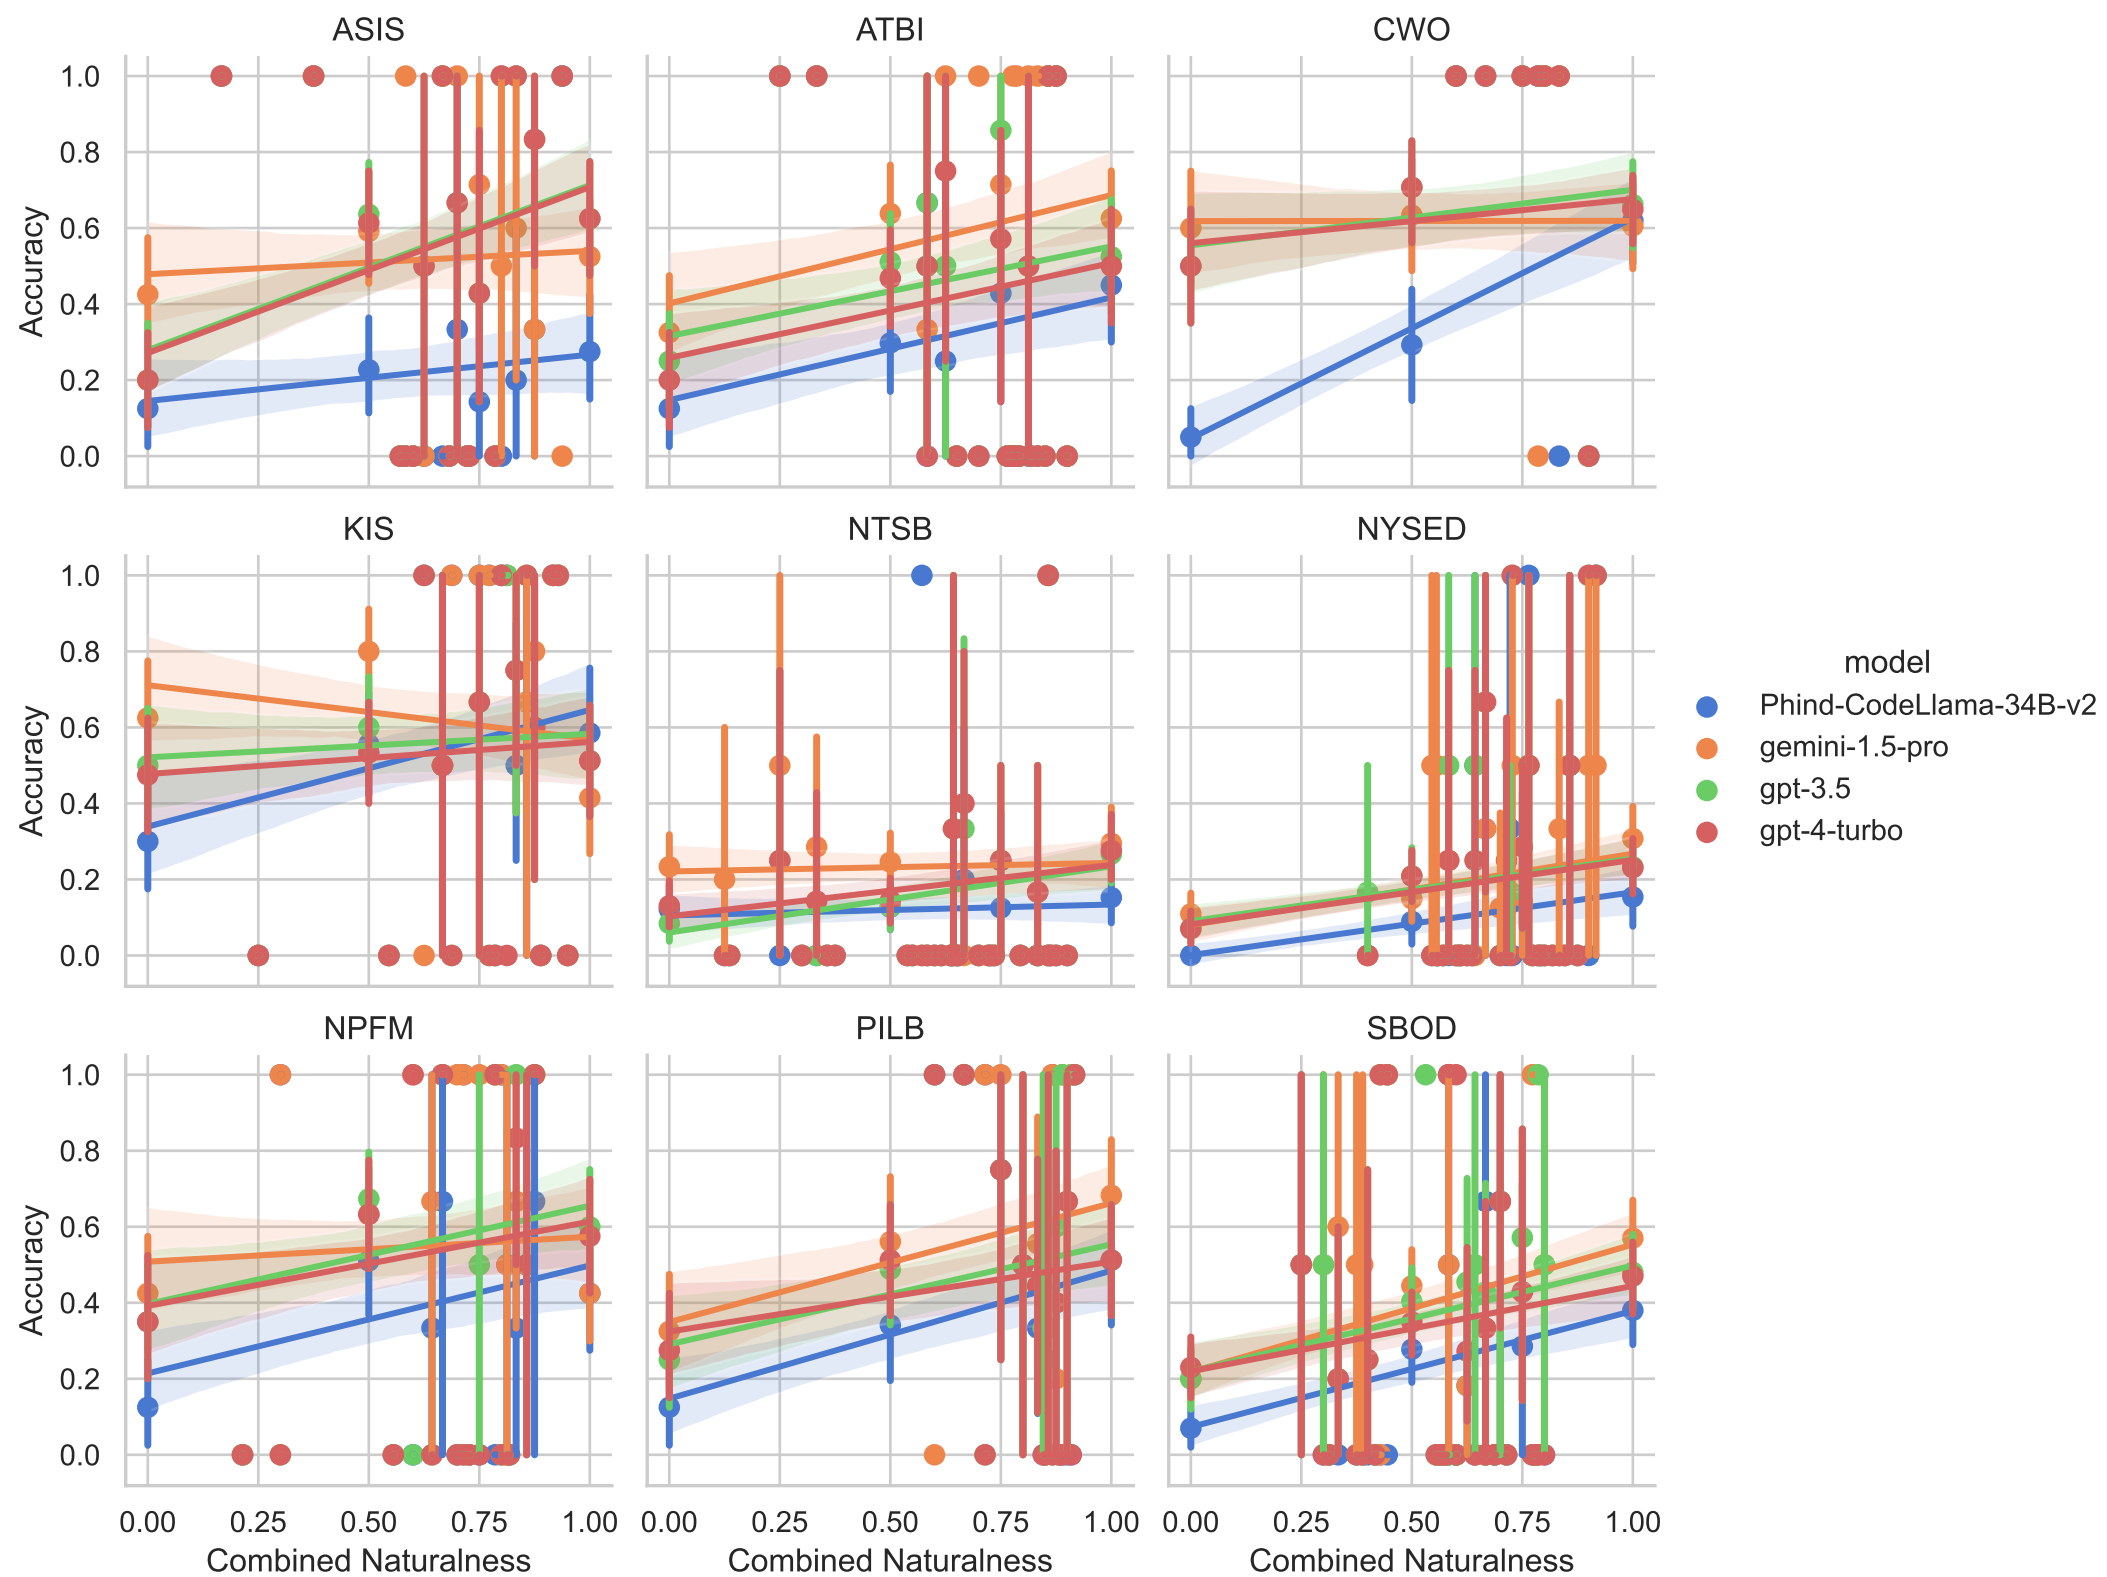 ASIS
ATBI
CWO
1.0
0.8
0.6
0.4
0.2
0.0
Accuracy
KIS
NTSB
NYSED
1.0
0.8
0.6
0.4
0.2
0.0
Accuracy
model
Phind-CodeLlama-34B-v2
gemini-1.5-pro
gpt-3.5
gpt-4-turbo
NPFM
PILB
SBOD
1.0
0.8
0.6
0.4
0.2
0.0
Accuracy
0.00 0.25 0.50 0.75 1.00
0.00 0.25 0.50 0.75 1.00
0.00 0.25 0.50 0.75 1.00
Combined Naturalness
Combined Naturalness
Combined Naturalness